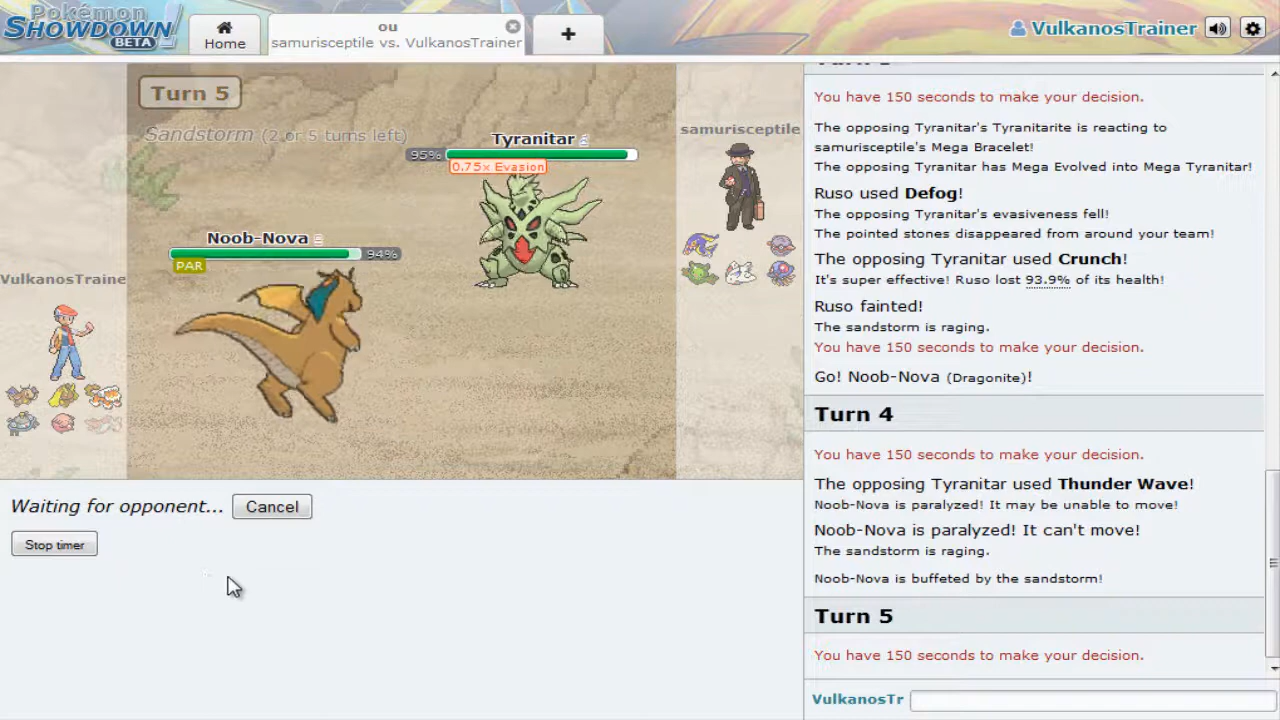 Pokémon
SHOWDOWN!
BETA
Home
ou
samurisceptile vs. VulkanosTrainer
+
VulkanosTrainer
Turn 5
Sandstorm (2 or 5 turns left)
Tyranitar
95%
0.75× Evasion
samurisceptile
Noob-Nova
94%
PAR
VulkanosTraine
Waiting for opponent...
Cancel
Stop timer
You have 150 seconds to make your decision.
The opposing Tyranitar's Tyranitarite is reacting to
samurisceptile's Mega Bracelet!
The opposing Tyranitar has Mega Evolved into Mega Tyranitar!
Ruso used Defog!
The opposing Tyranitar's evasiveness fell!
The pointed stones disappeared from around your team!
The opposing Tyranitar used Crunch!
It's super effective! Ruso lost 93.9% of its health!
Ruso fainted!
The sandstorm is raging.
You have 150 seconds to make your decision.
Go! Noob-Nova (Dragonite)!
Turn 4
You have 150 seconds to make your decision.
The opposing Tyranitar used Thunder Wave!
Noob-Nova is paralyzed! It may be unable to move!
Noob-Nova is paralyzed! It can't move!
The sandstorm is raging.
Noob-Nova is buffeted by the sandstorm!
Turn 5
You have 150 seconds to make your decision.
VulkanosTr